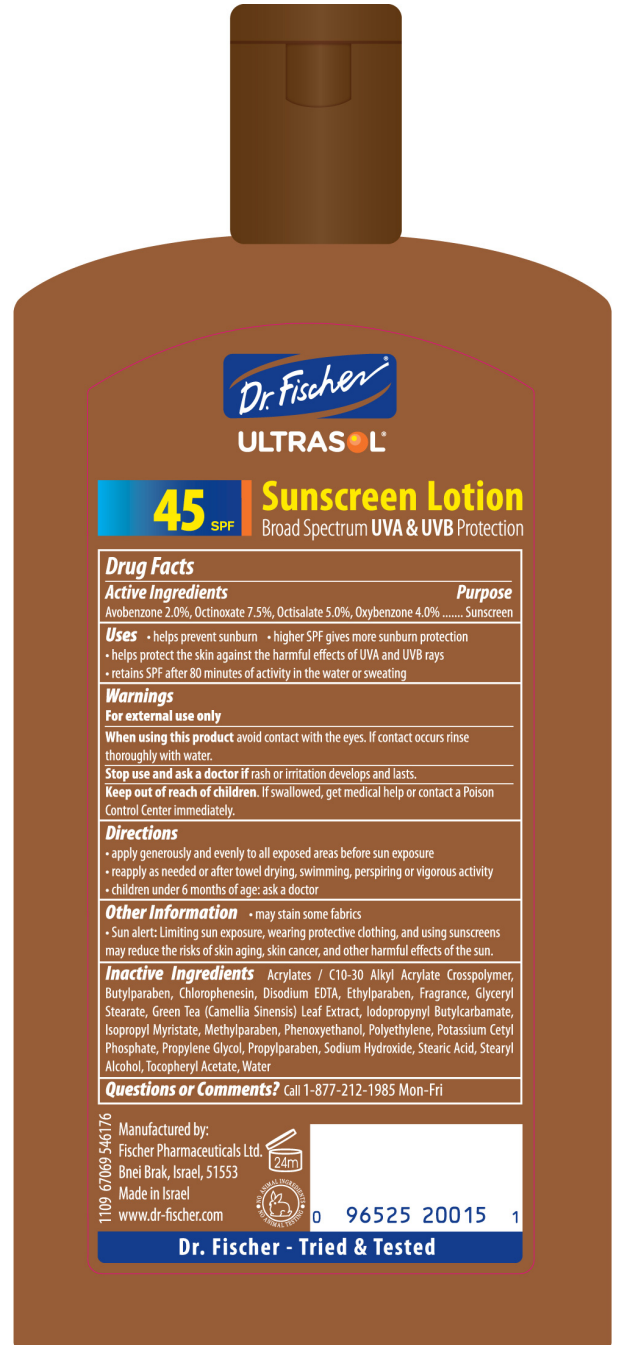 Dr. Fischer®
ULTRASOL®
45 SPF
Sunscreen Lotion
Broad Spectrum UVA & UVB Protection
Drug Facts
Active Ingredients Purpose
Avobenzone 2.0%, Octinoxate 7.5%, Octisalate 5.0%, Oxybenzone 4.0% ....... Sunscreen
Uses • helps prevent sunburn • higher SPF gives more sunburn protection
• helps protect the skin against the harmful effects of UVA and UVB rays
• retains SPF after 80 minutes of activity in the water or sweating
Warnings
For external use only
When using this product avoid contact with the eyes. If contact occurs rinse
thoroughly with water.
Stop use and ask a doctor if rash or irritation develops and lasts.
Keep out of reach of children. If swallowed, get medical help or contact a Poison
Control Center immediately.
Directions
• apply generously and evenly to all exposed areas before sun exposure
• reapply as needed or after towel drying, swimming, perspiring or vigorous activity
• children under 6 months of age: ask a doctor
Other Information • may stain some fabrics
• Sun alert: Limiting sun exposure, wearing protective clothing, and using sunscreens
may reduce the risks of skin aging, skin cancer, and other harmful effects of the sun.
Inactive Ingredients Acrylates / C10-30 Alkyl Acrylate Crosspolymer,
Butylparaben, Chlorophenesin, Disodium EDTA, Ethylparaben, Fragrance, Glyceryl
Stearate, Green Tea (Camellia Sinensis) Leaf Extract, Iodopropynyl Butylcarbamate,
Isopropyl Myristate, Methylparaben, Phenoxyethanol, Polyethylene, Potassium Cetyl
Phosphate, Propylene Glycol, Propylparaben, Sodium Hydroxide, Stearic Acid, Stearyl
Alcohol, Tocopheryl Acetate, Water
Questions or Comments? Call 1-877-212-1985 Mon-Fri
1109 67069 546176
Manufactured by:
Fischer Pharmaceuticals Ltd.
Bnei Brak, Israel, 51553
Made in Israel
www.dr-fischer.com
24m
• NO ANIMAL INGREDIENTS •
NO ANIMAL TESTING
0 96525 20015 1
Dr. Fischer - Tried & Tested